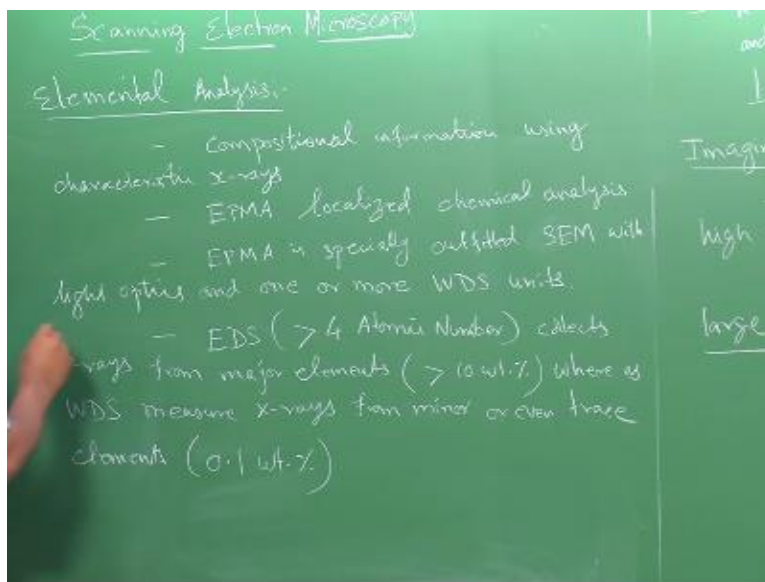 Scanning Electron Microscopy
Elemental Analysis:-
- Compositional information using
characteristic x-rays
- EPMA localized chemical analysis
- EPMA is specially outfitted SEM with
light optics and one or more WDS units.
- EDS (> 4 Atomic Number) collects
-rays from major elements (> 10 wt.%) where as
WDS measure x-rays from minor or even trace
elements (0.1 wt.%)
and
Imagin
high
large